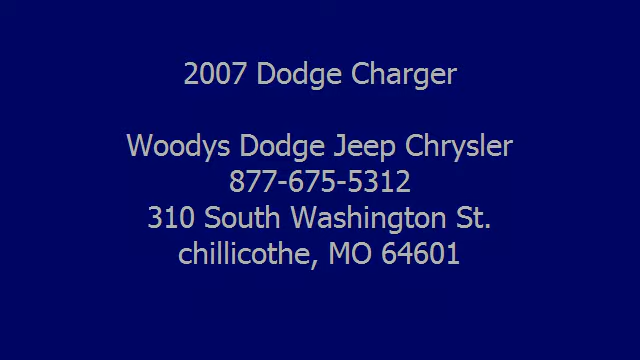 2007 Dodge Charger
Woodys Dodge Jeep Chrysler
877-675-5312
310 South Washington St.
chillicothe, MO 64601